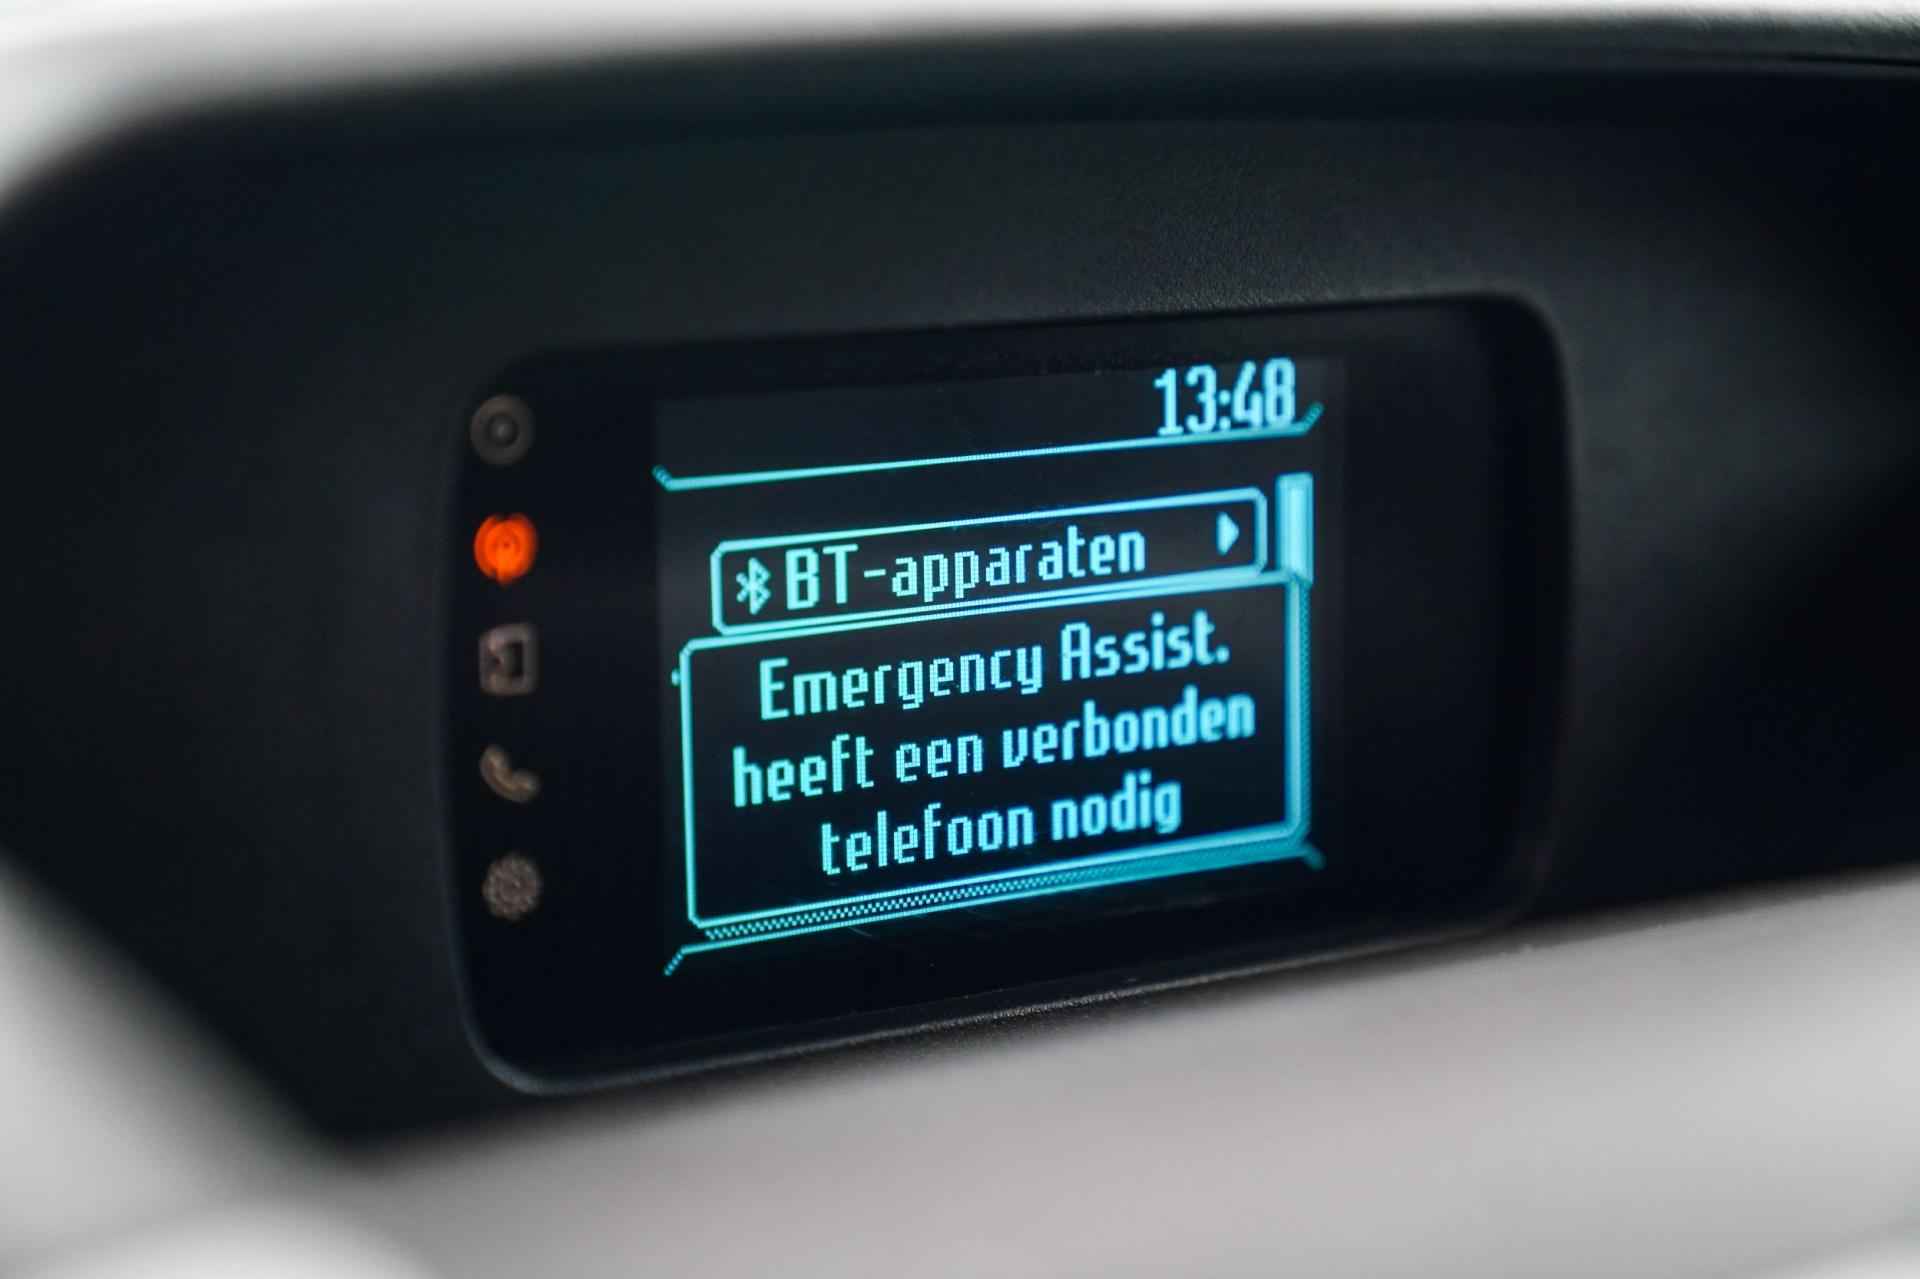 13:48
BT-apparaten
Emergency Assist.
heeft een verbonden
telefoon nodig